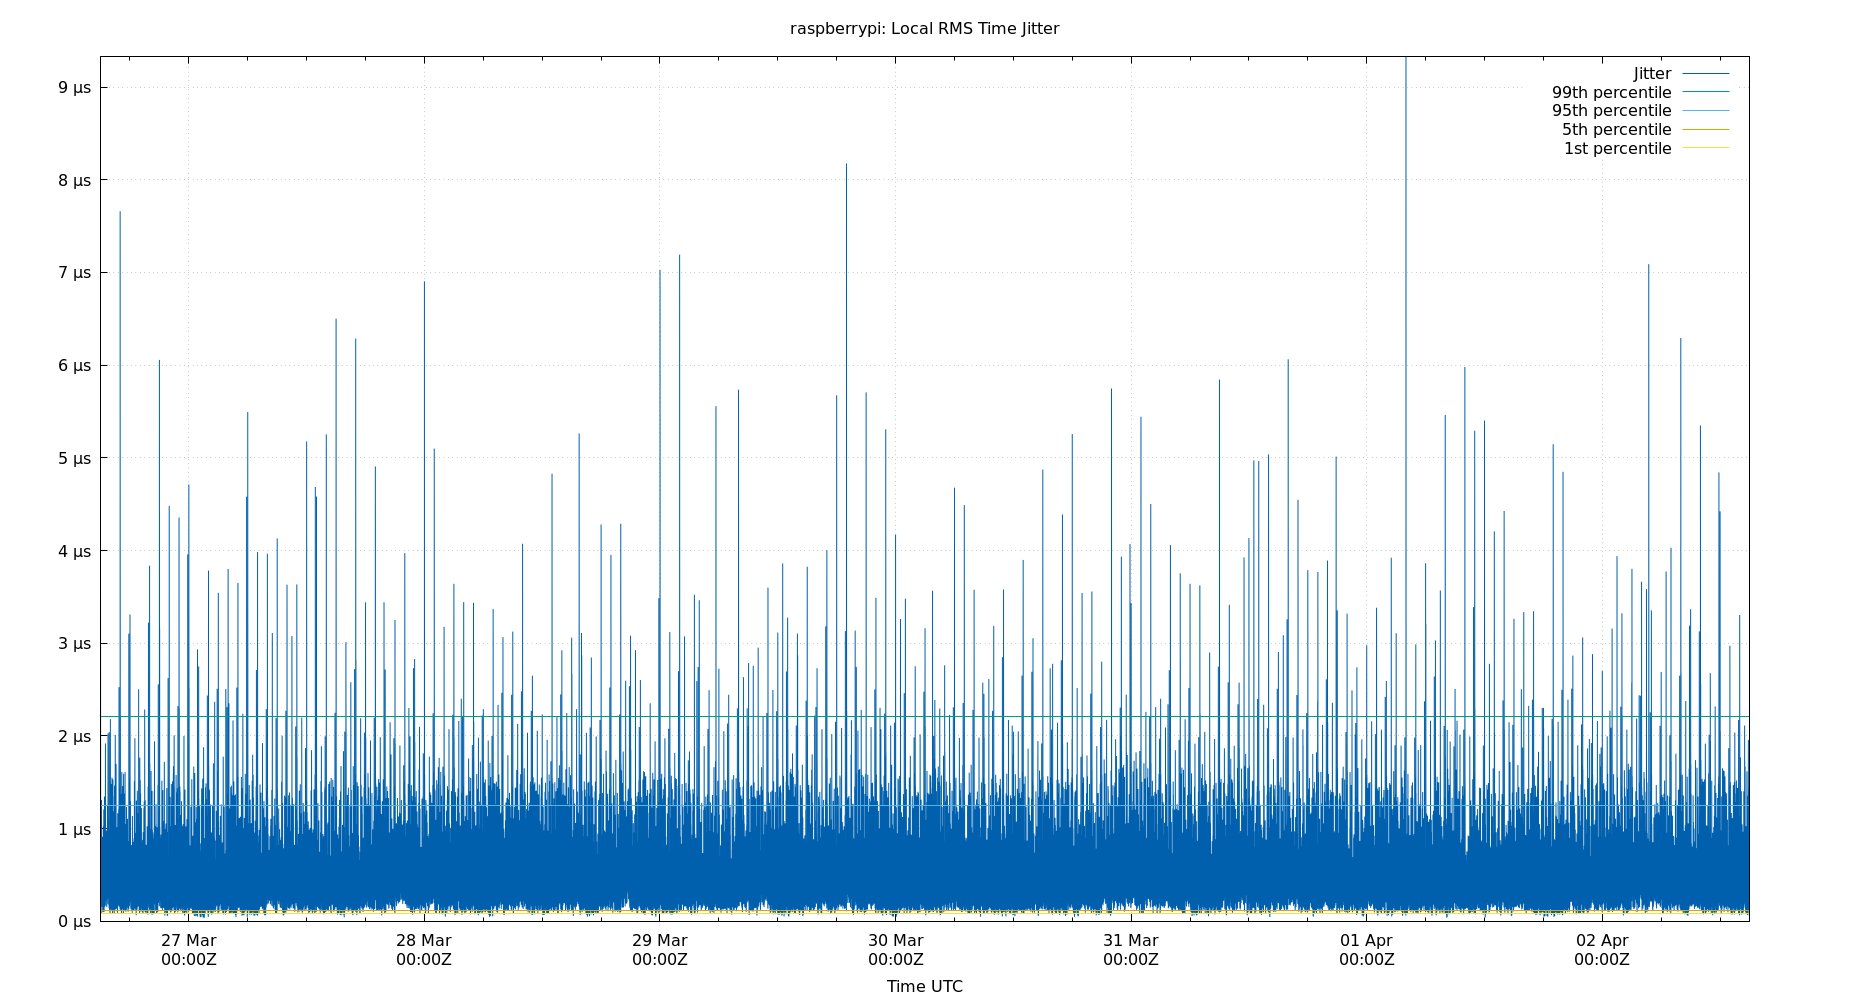 raspberrypi: Local RMS Time Jitter
Jitter
99th percentile
95th percentile
5th percentile
1st percentile
9 µs
8 µs
7 µs
6 µs
5 µs
4 µs
3 µs
2 µs
1 µs
0 µs
27 Mar 28 Mar 29 Mar 30 Mar 31 Mar 01 Apr 02 Apr
00:00Z 00:00Z 00:00Z 00:00Z 00:00Z 00:00Z 00:00Z
Time UTC